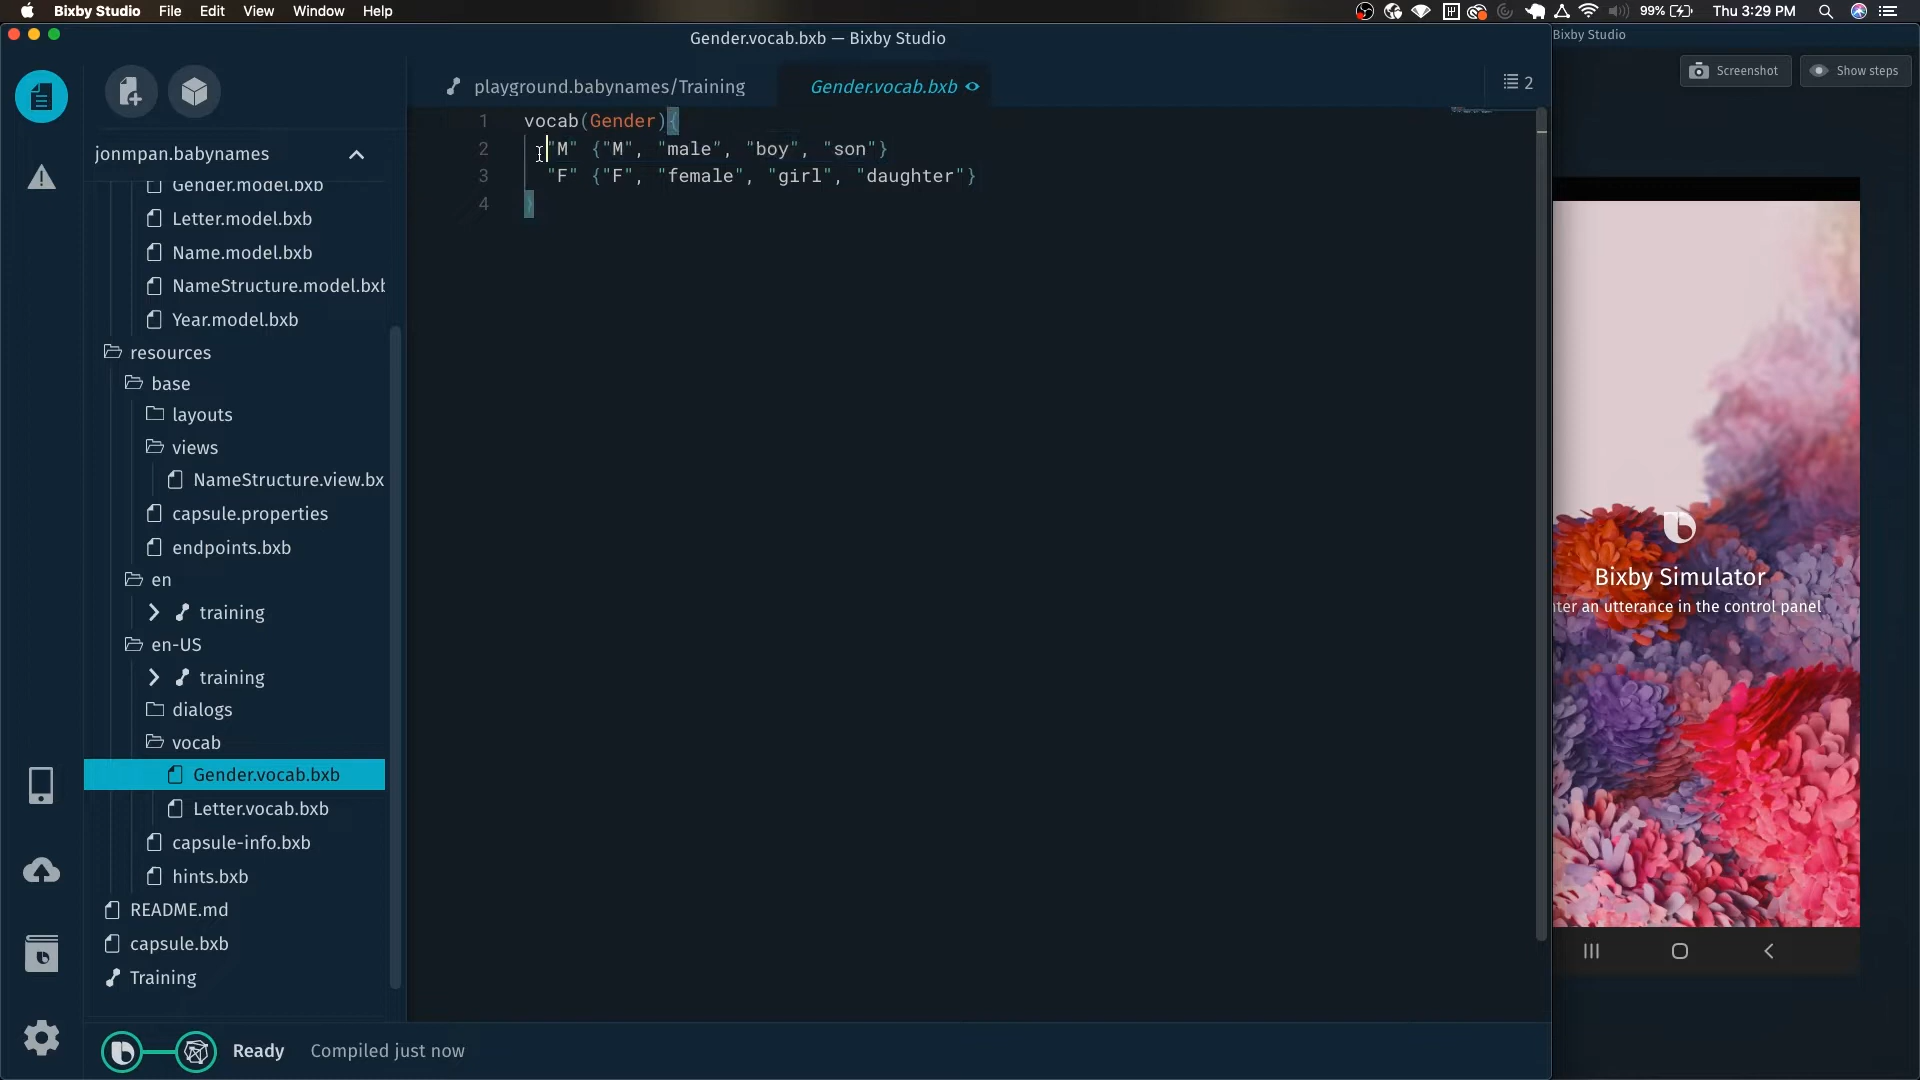 Bixby Studio File Edit View Window Help
99% Thu 3:29 PM
Gender.vocab.bxb — Bixby Studio
Bixby Studio
Screenshot
Show steps
playground.babynames/Training
Gender.vocab.bxb
2
jonmpan.babynames
Gender.model.bxb
Letter.model.bxb
Name.model.bxb
NameStructure.model.bxb
Year.model.bxb
resources
base
layouts
views
NameStructure.view.bx
capsule.properties
endpoints.bxb
en
training
en-US
training
dialogs
vocab
Gender.vocab.bxb
Letter.vocab.bxb
capsule-info.bxb
hints.bxb
README.md
capsule.bxb
Training
1 vocab(Gender){
2 "M" {"M", "male", "boy", "son"}
3 "F" {"F", "female", "girl", "daughter"}
4 }
Bixby Simulator
ter an utterance in the control panel
Ready Compiled just now